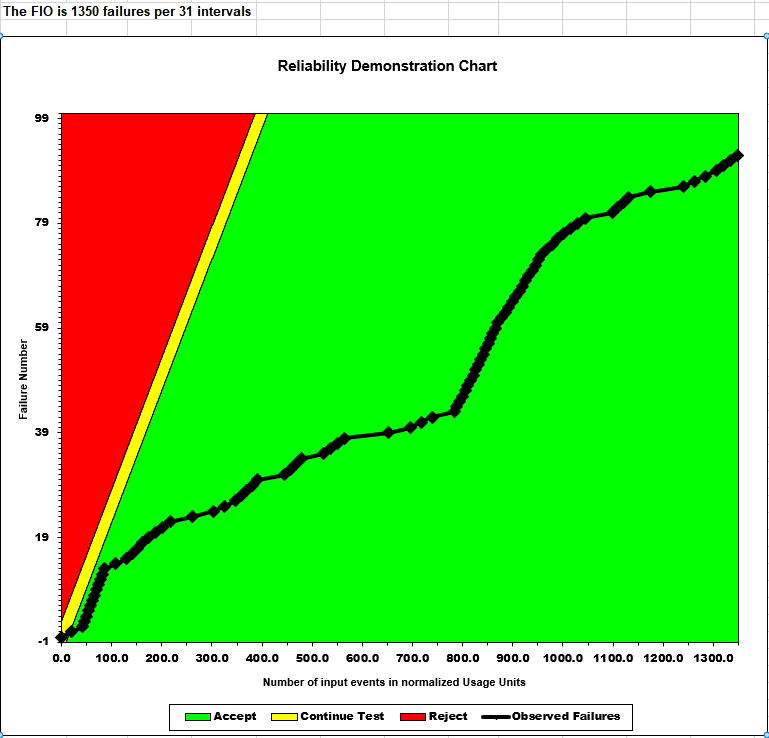 The FIO is 1350 failures per 31 intervals
Reliability Demonstration Chart
99
79
59
39
19
-1
Failure Number
0.0 100.0 200.0 300.0 400.0 500.0 600.0 700.0 800.0 900.0 1000.0 1100.0 1200.0 1300.0
Number of input events in normalized Usage Units
Accept Continue Test Reject Observed Failures